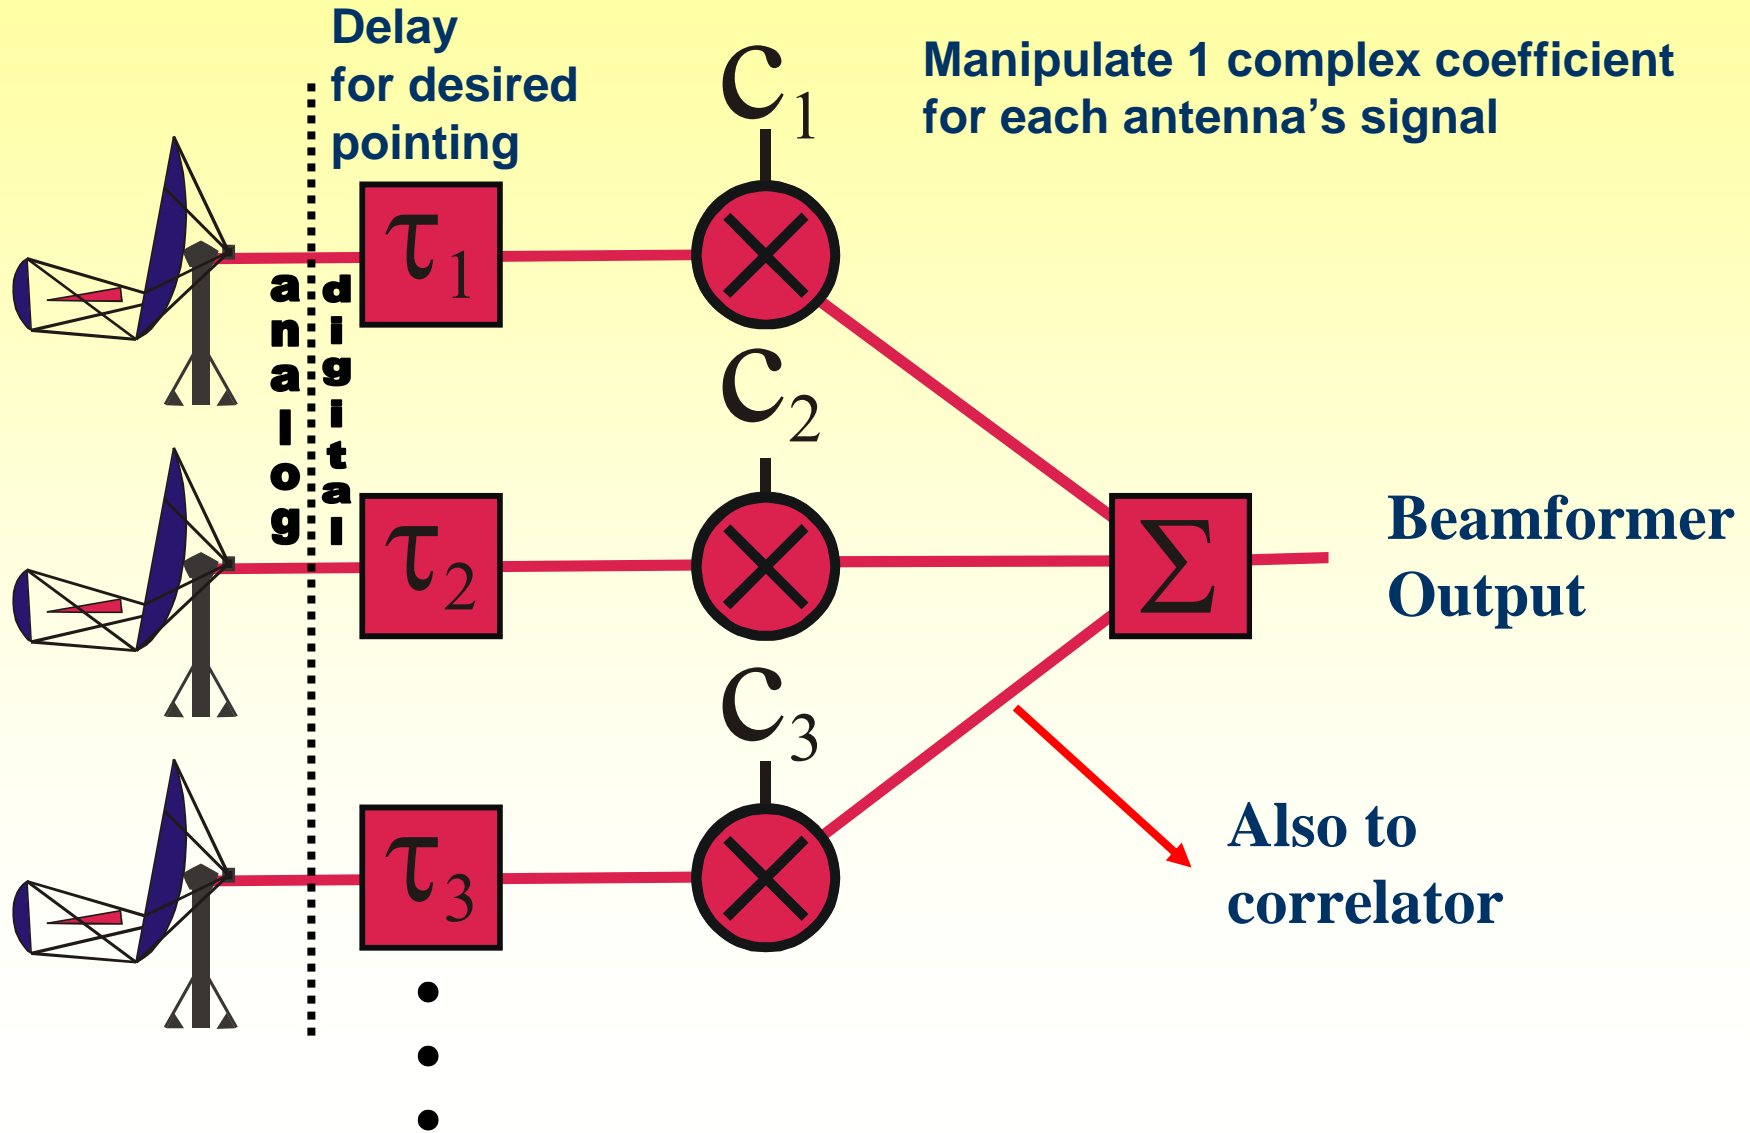 Delay
for desired
pointing
Manipulate 1 complex coefficient
for each antenna's signal
c1
τ1
analog
digital
c2
τ2
Σ
Beamformer
Output
c3
τ3
Also to
correlator